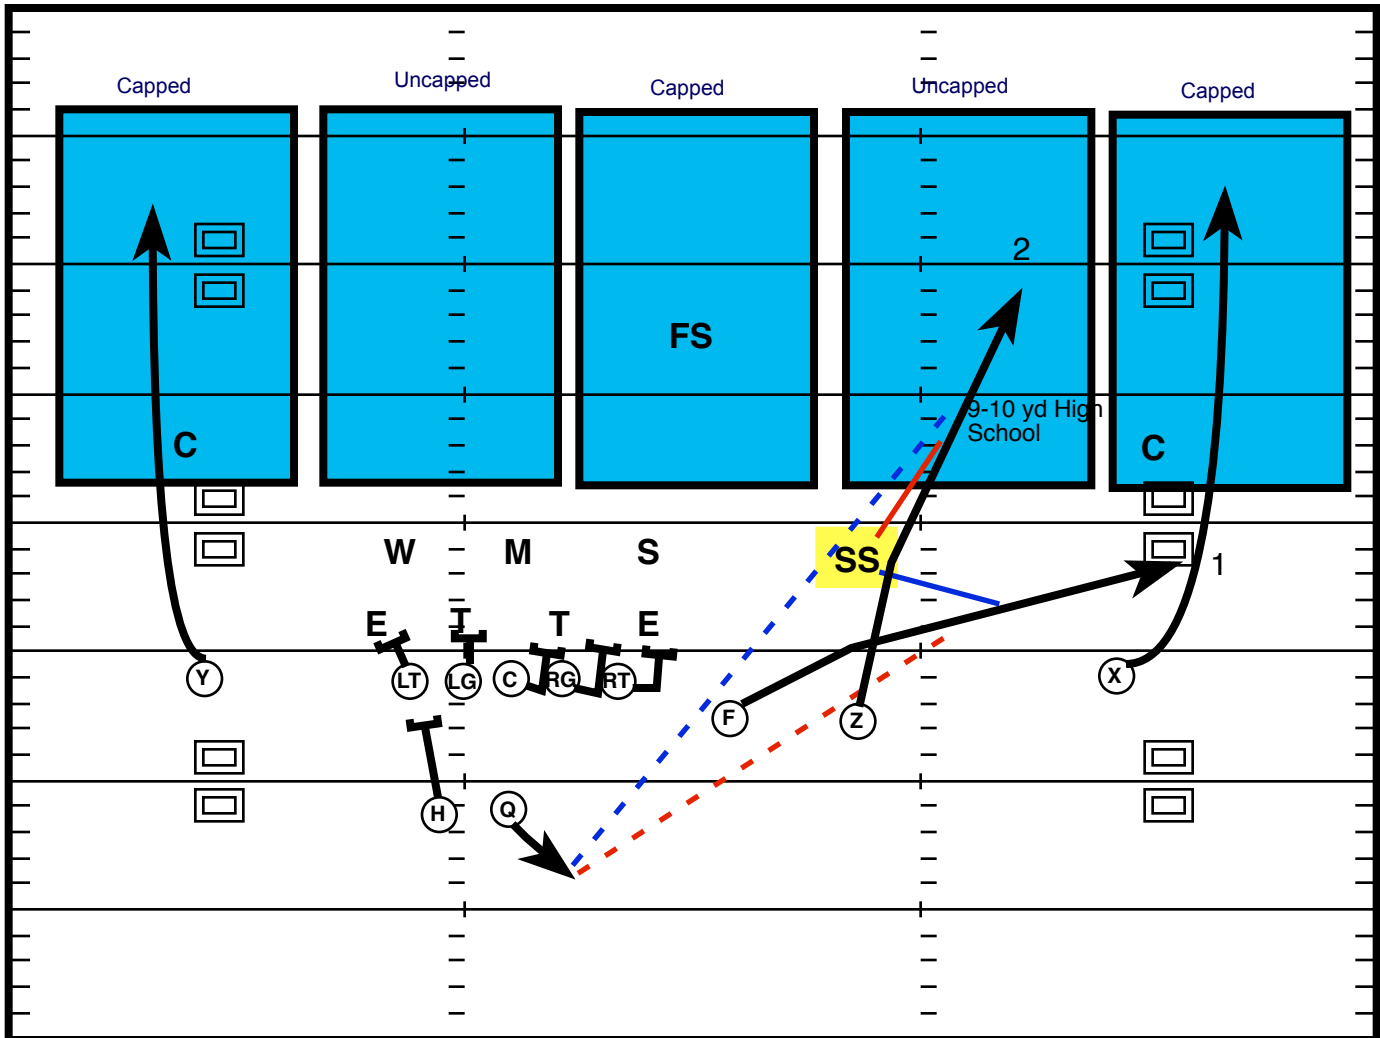 Capped
Uncapped
Capped
Uncapped
Capped
2
FS
9-10 yd High
School
C
C
W
M
S
SS
1
E
T
T
E
Y
LT
LG
C
RG
RT
F
Z
X
H
Q